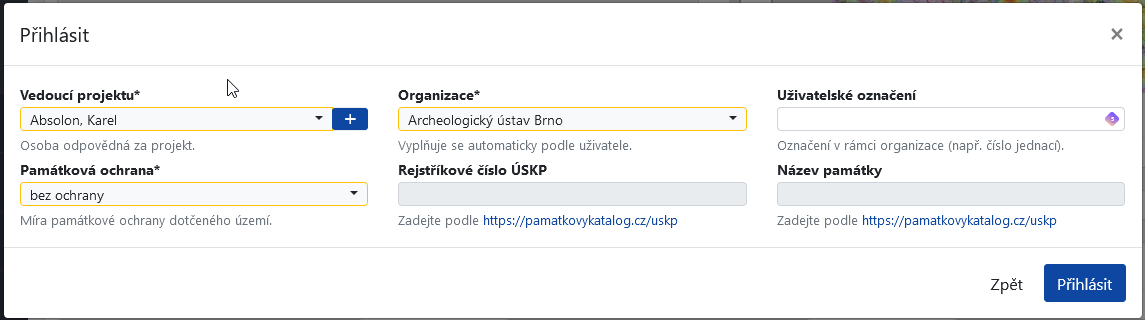 Přihlásit
×
Vedoucí projektu*
Absolon, Karel
+
Osoba odpovědná za projekt.
Organizace*
Archeologický ústav Brno
Vyplňuje se automaticky podle uživatele.
Uživatelské označení
Označení v rámci organizace (např. číslo jednací).
Památková ochrana*
bez ochrany
Míra památkové ochrany dotčeného území.
Rejstříkové číslo ÚSKP
Zadejte podle https://pamatkovykatalog.cz/uskp
Název památky
Zadejte podle https://pamatkovykatalog.cz/uskp
Zpět
Přihlásit